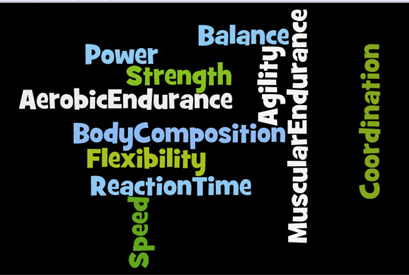 Balance
Power
Strength
AerobicEndurance
Agility
MuscularEndurance
Coordination
BodyComposition
Flexibility
ReactionTime
Speed